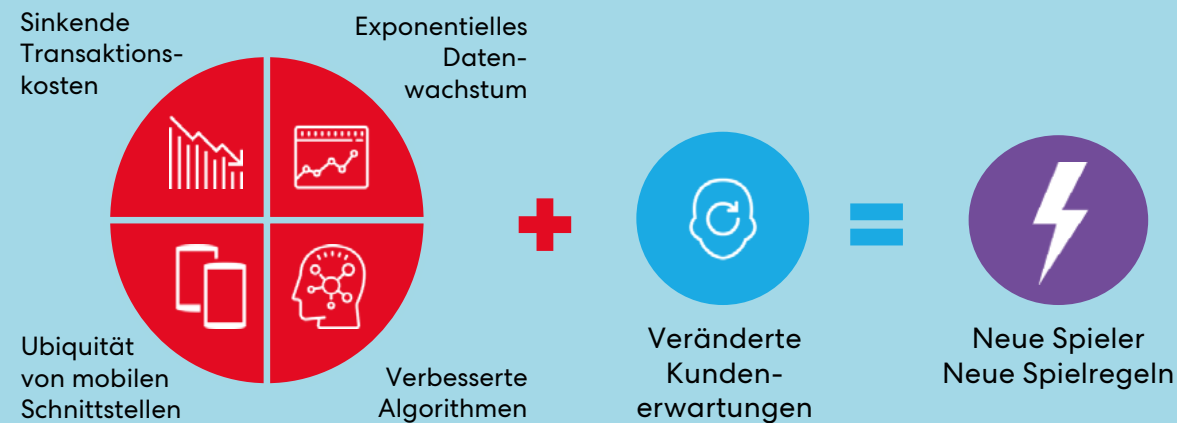 Sinkende
Transaktions-
kosten
Exponentielles
Daten-
wachstum
Ubiquität
von mobilen
Schnittstellen
Verbesserte
Algorithmen
Veränderte
Kunden-
erwartungen
Neue Spieler
Neue Spielregeln